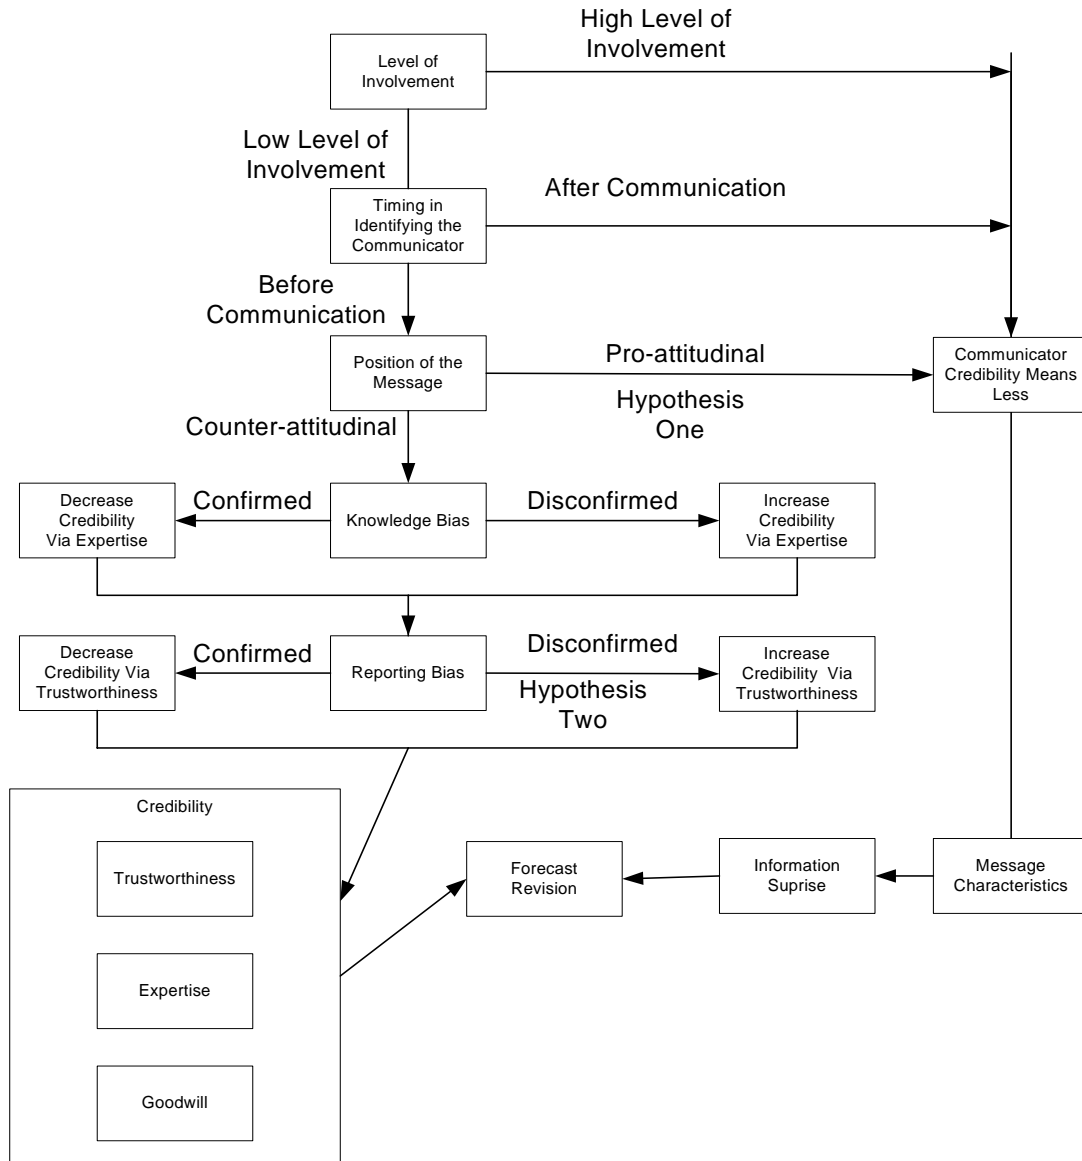 High Level of
Involvement
Level of
Involvement
Low Level of
Involvement
After Communication
Timing in
Identifying the
Communicator
Before
Communication
Position of the
Message
Pro-attitudinal
Hypothesis
One
Communicator
Credibility Means
Less
Counter-attitudinal
Decrease
Credibility
Via Expertise
Confirmed
Knowledge Bias
Disconfirmed
Increase
Credibility
Via Expertise
Decrease
Credibility Via
Trustworthiness
Confirmed
Reporting Bias
Disconfirmed
Hypothesis
Two
Increase
Credibility Via
Trustworthiness
Credibility
Trustworthiness
Expertise
Goodwill
Forecast
Revision
Information
Suprise
Message
Characteristics